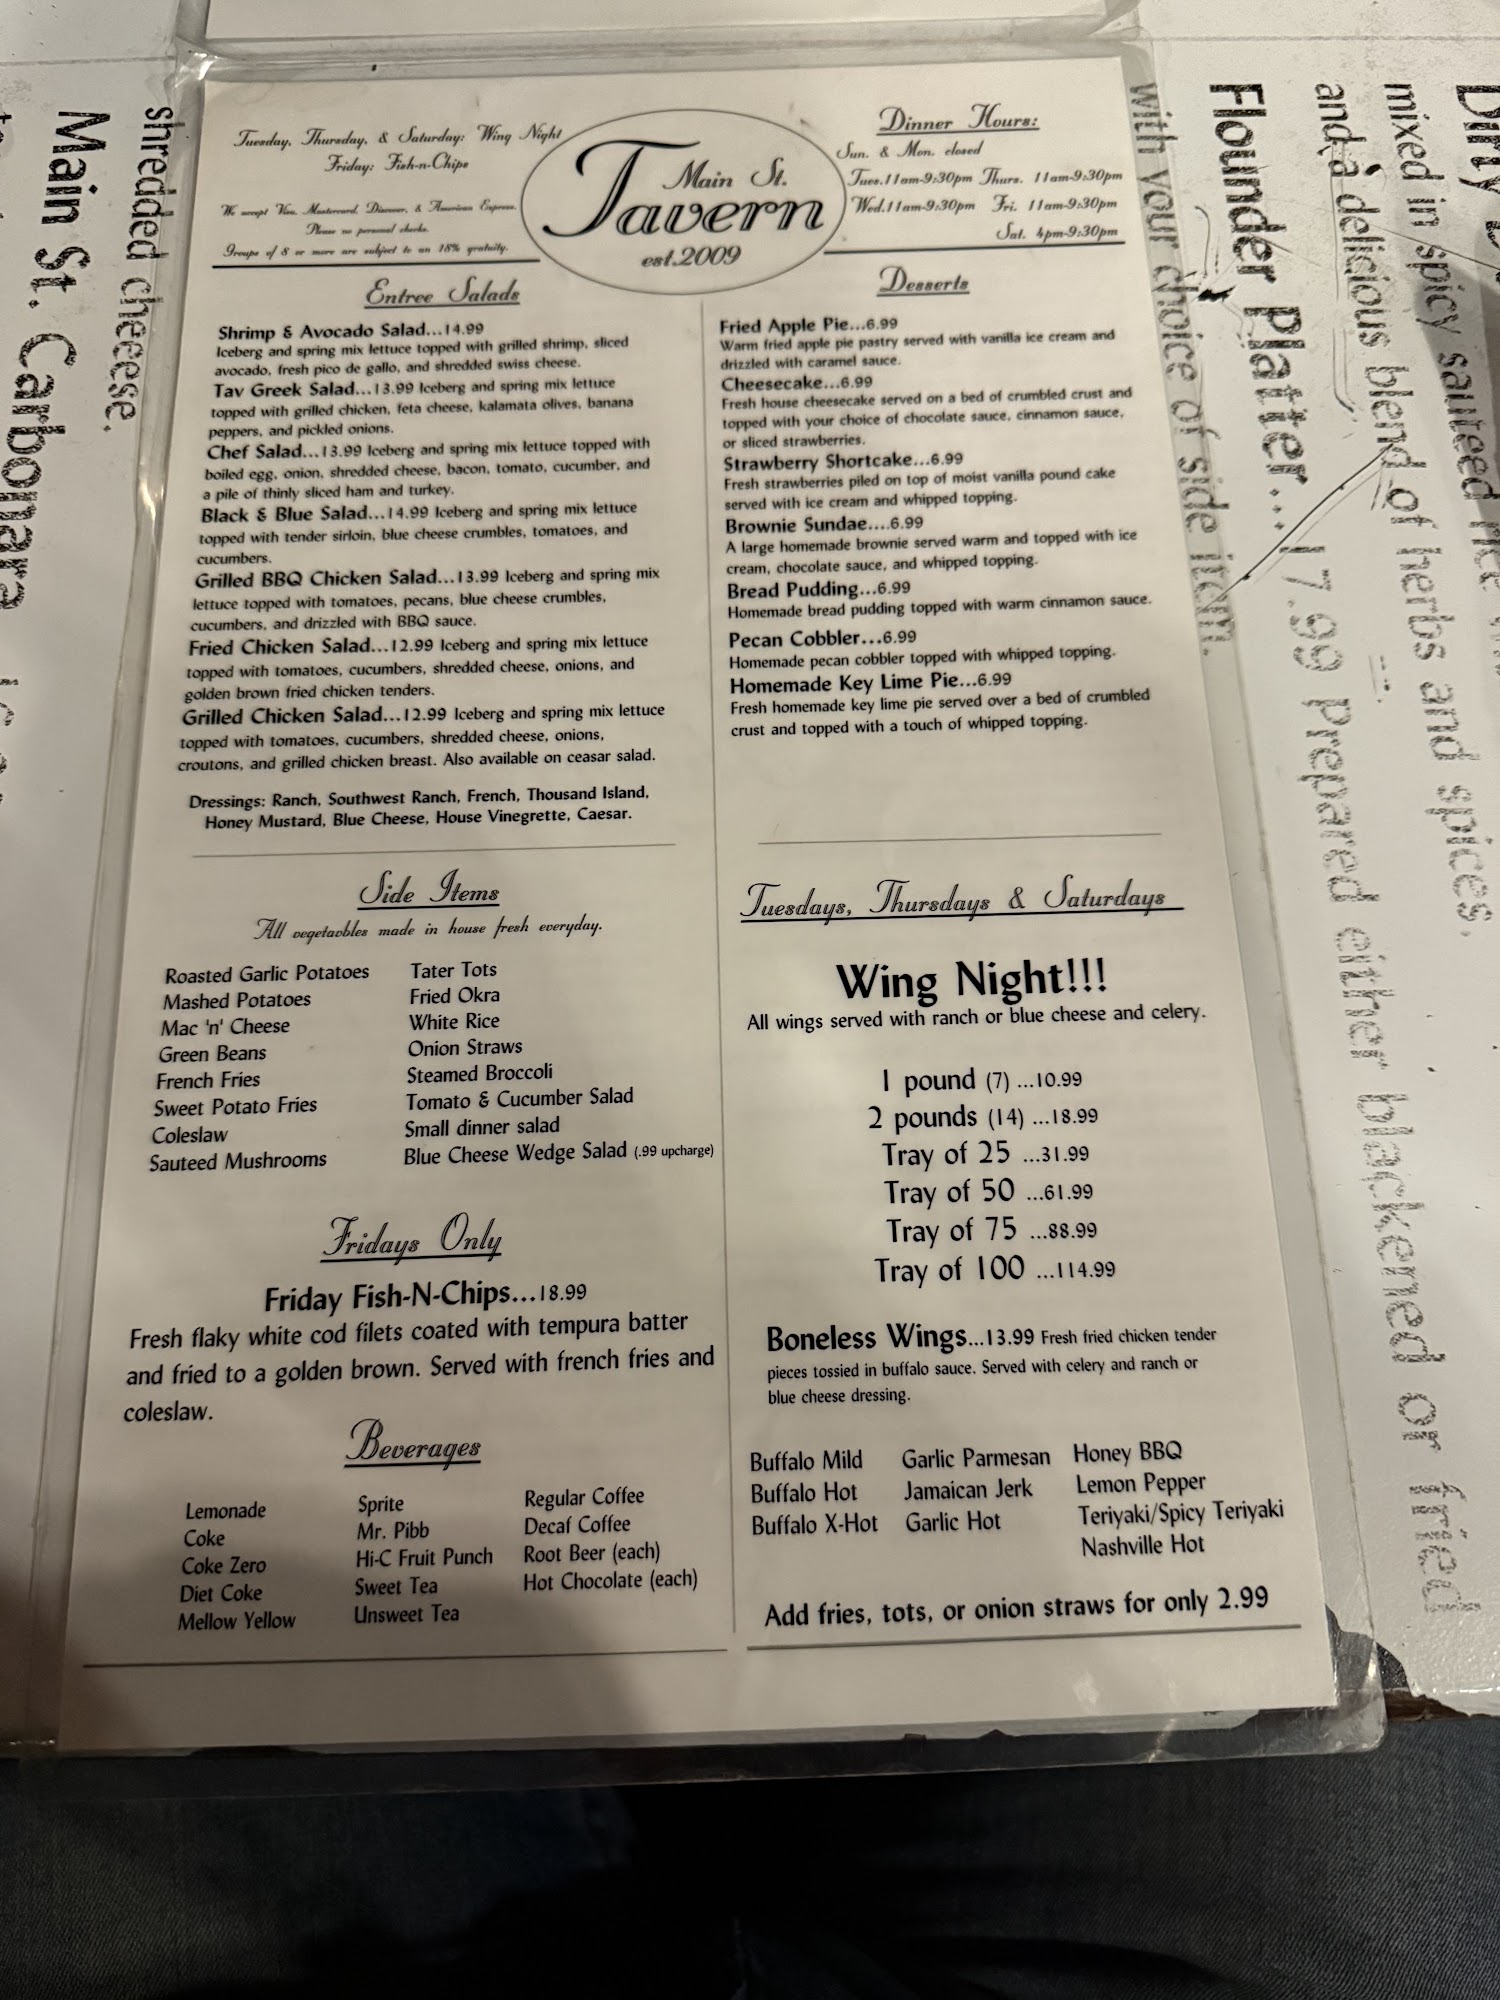 Tuesday, Thursday, & Saturday: Wing Night
Friday: Fish-n-Chips
We accept Visa, Mastercard, Discover, & American Express.
Please no personal checks.
Groups of 8 or more are subject to an 18% gratuity.
Main St.
Tavern
est.2009
Dinner Hours:
Sun. & Mon. closed
Tues.11am-9:30pm Thurs. 11am-9:30pm
Wed.11am-9:30pm Fri. 11am-9:30pm
Sat. 4pm-9:30pm
Entree Salads
Shrimp & Avocado Salad...14.99
Iceberg and spring mix lettuce topped with grilled shrimp, sliced
avocado, fresh pico de gallo, and shredded swiss cheese.
Tav Greek Salad...13.99 Iceberg and spring mix lettuce
topped with grilled chicken, feta cheese, kalamata olives, banana
peppers, and pickled onions.
Chef Salad...13.99 Iceberg and spring mix lettuce topped with
boiled egg, onion, shredded cheese, bacon, tomato, cucumber, and
a pile of thinly sliced ham and turkey.
Black & Blue Salad...14.99 Iceberg and spring mix lettuce
topped with tender sirloin, blue cheese crumbles, tomatoes, and
cucumbers.
Grilled BBQ Chicken Salad...13.99 Iceberg and spring mix
lettuce topped with tomatoes, pecans, blue cheese crumbles,
cucumbers, and drizzled with BBQ sauce.
Fried Chicken Salad...12.99 Iceberg and spring mix lettuce
topped with tomatoes, cucumbers, shredded cheese, onions, and
golden brown fried chicken tenders.
Grilled Chicken Salad...12.99 Iceberg and spring mix lettuce
topped with tomatoes, cucumbers, shredded cheese, onions,
croutons, and grilled chicken breast. Also available on ceasar salad.
Dressings: Ranch, Southwest Ranch, French, Thousand Island,
Honey Mustard, Blue Cheese, House Vinegrette, Caesar.
Side Items
All vegetavbles made in house fresh everyday.
Roasted Garlic Potatoes
Mashed Potatoes
Mac 'n' Cheese
Green Beans
French Fries
Sweet Potato Fries
Coleslaw
Sauteed Mushrooms
Tater Tots
Fried Okra
White Rice
Onion Straws
Steamed Broccoli
Tomato & Cucumber Salad
Small dinner salad
Blue Cheese Wedge Salad (.99 upcharge)
Fridays Only
Friday Fish-N-Chips...18.99
Fresh flaky white cod filets coated with tempura batter
and fried to a golden brown. Served with french fries and
coleslaw.
Beverages
Lemonade
Coke
Coke Zero
Diet Coke
Mellow Yellow
Sprite
Mr. Pibb
Hi-C Fruit Punch
Sweet Tea
Unsweet Tea
Regular Coffee
Decaf Coffee
Root Beer (each)
Hot Chocolate (each)
Desserts
Fried Apple Pie...6.99
Warm fried apple pie pastry served with vanilla ice cream and
drizzled with caramel sauce.
Cheesecake...6.99
Fresh house cheesecake served on a bed of crumbled crust and
topped with your choice of chocolate sauce, cinnamon sauce,
or sliced strawberries.
Strawberry Shortcake...6.99
Fresh strawberries piled on top of moist vanilla pound cake
served with ice cream and whipped topping.
Brownie Sundae....6.99
A large homemade brownie served warm and topped with ice
cream, chocolate sauce, and whipped topping.
Bread Pudding...6.99
Homemade bread pudding topped with warm cinnamon sauce.
Pecan Cobbler...6.99
Homemade pecan cobbler topped with whipped topping.
Homemade Key Lime Pie...6.99
Fresh homemade key lime pie served over a bed of crumbled
crust and topped with a touch of whipped topping.
Tuesdays, Thursdays & Saturdays
Wing Night!!!
All wings served with ranch or blue cheese and celery.
1 pound (7) ...10.99
2 pounds (14) ...18.99
Tray of 25 ...31.99
Tray of 50 ...61.99
Tray of 75 ...88.99
Tray of 100 ...114.99
Boneless Wings...13.99 Fresh fried chicken tender
pieces tossied in buffalo sauce. Served with celery and ranch or
blue cheese dressing.
Buffalo Mild
Buffalo Hot
Buffalo X-Hot
Garlic Parmesan
Jamaican Jerk
Garlic Hot
Honey BBQ
Lemon Pepper
Teriyaki/Spicy Teriyaki
Nashville Hot
Add fries, tots, or onion straws for only 2.99
shredded cheese.
Main St. Carbonara
mixed in spicy sauteed
and a delicious blend of herbs and spices.
Flounder Platter.... 17.99 prepared either blackened or fried
with your choice of side item.